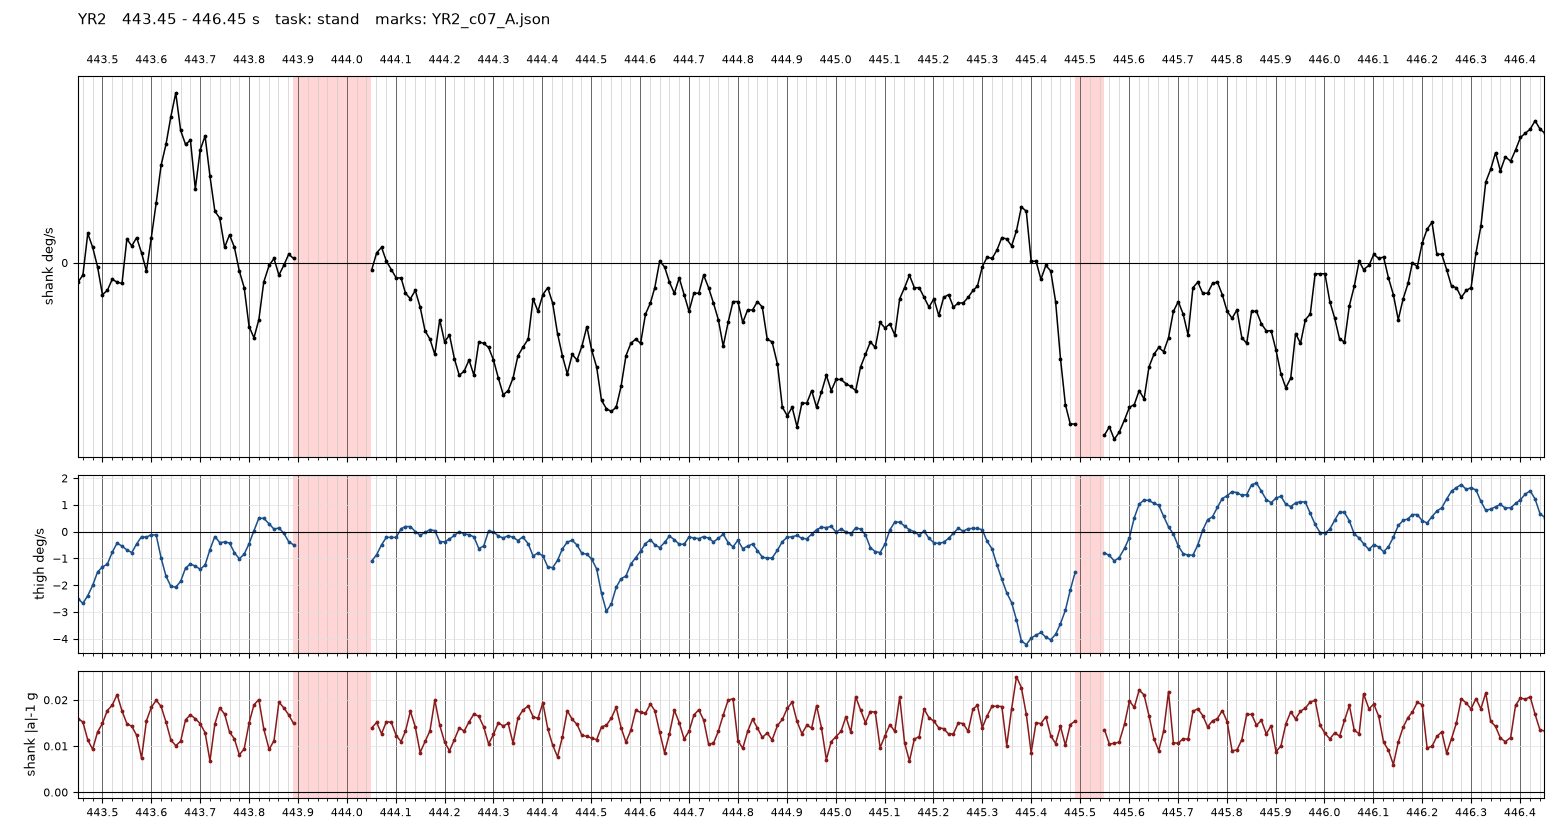 YR2   443.45 - 446.45 s   task: stand   marks: YR2_c07_A.json
443.5 443.6 443.7 443.8 443.9 444.0 444.1 444.2 444.3 444.4 444.5 444.6 444.7 444.8 444.9 445.0 445.1 445.2 445.3 445.4 445.5 445.6 445.7 445.8 445.9 446.0 446.1 446.2 446.3 446.4
shank deg/s
0
thigh deg/s
2
1
0
−1
−2
−3
−4
shank |a|-1 g
0.02
0.01
0.00
443.5 443.6 443.7 443.8 443.9 444.0 444.1 444.2 444.3 444.4 444.5 444.6 444.7 444.8 444.9 445.0 445.1 445.2 445.3 445.4 445.5 445.6 445.7 445.8 445.9 446.0 446.1 446.2 446.3 446.4